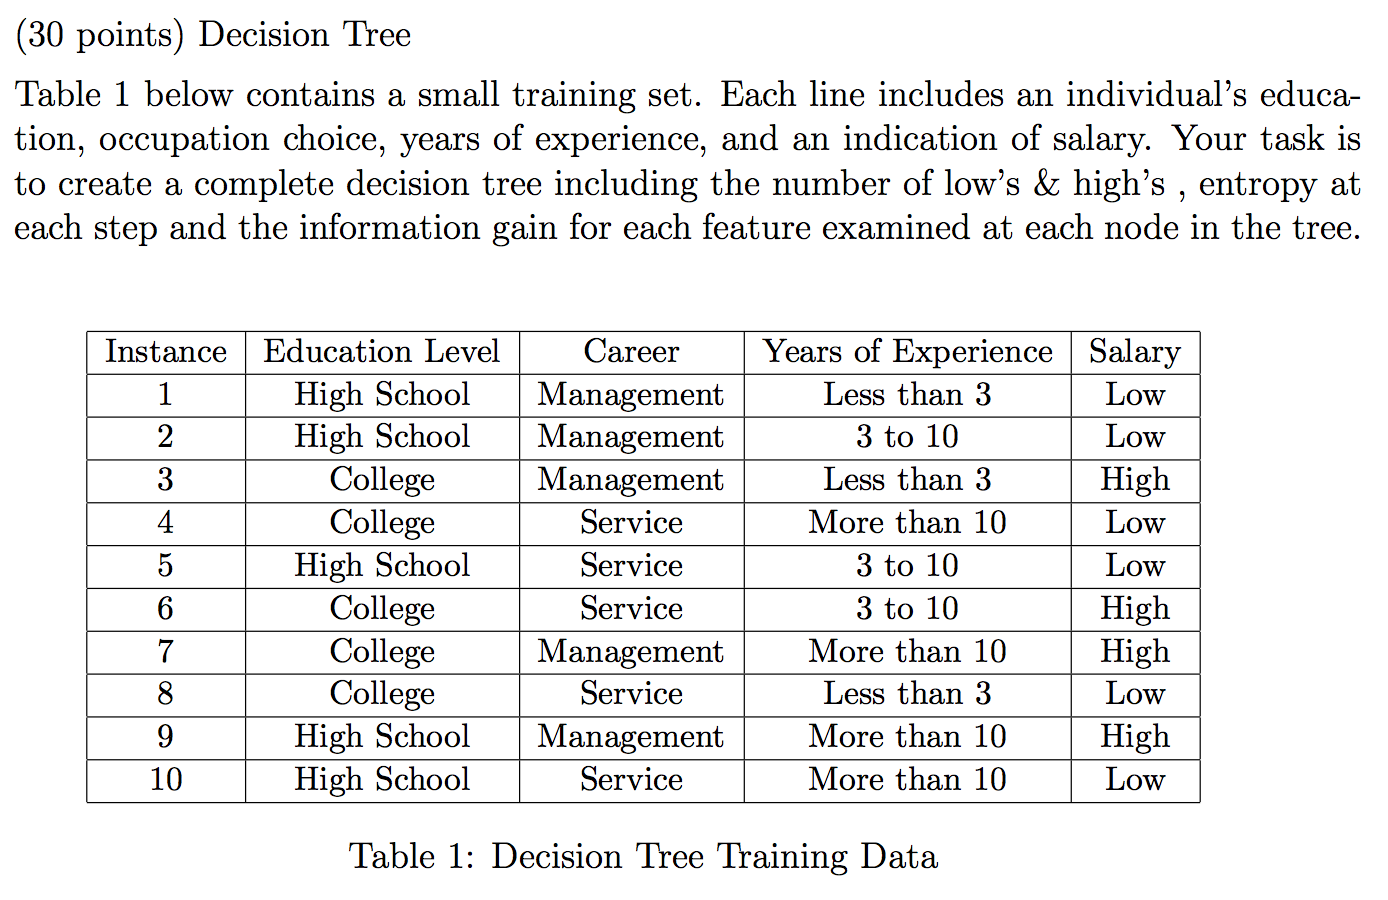 (30 points) Decision Tree
Table 1 below contains a small training set. Each line includes an individual's educa-
tion, occupation choice, years of experience, and an indication of salary. Your task is
to create a complete decision tree including the number of low's & high's , entropy at
each step and the information gain for each feature examined at each node in the tree.
Instance Education Level Career Years of Experience Salary
1 High School Management Less than 3 Low
2 High School Management 3 to 10 Low
3 College Management Less than 3 High
4 College Service More than 10 Low
5 High School Service 3 to 10 Low
6 College Service 3 to 10 High
7 College Management More than 10 High
8 College Service Less than 3 Low
9 High School Management More than 10 High
10 High School Service More than 10 Low
Table 1: Decision Tree Training Data